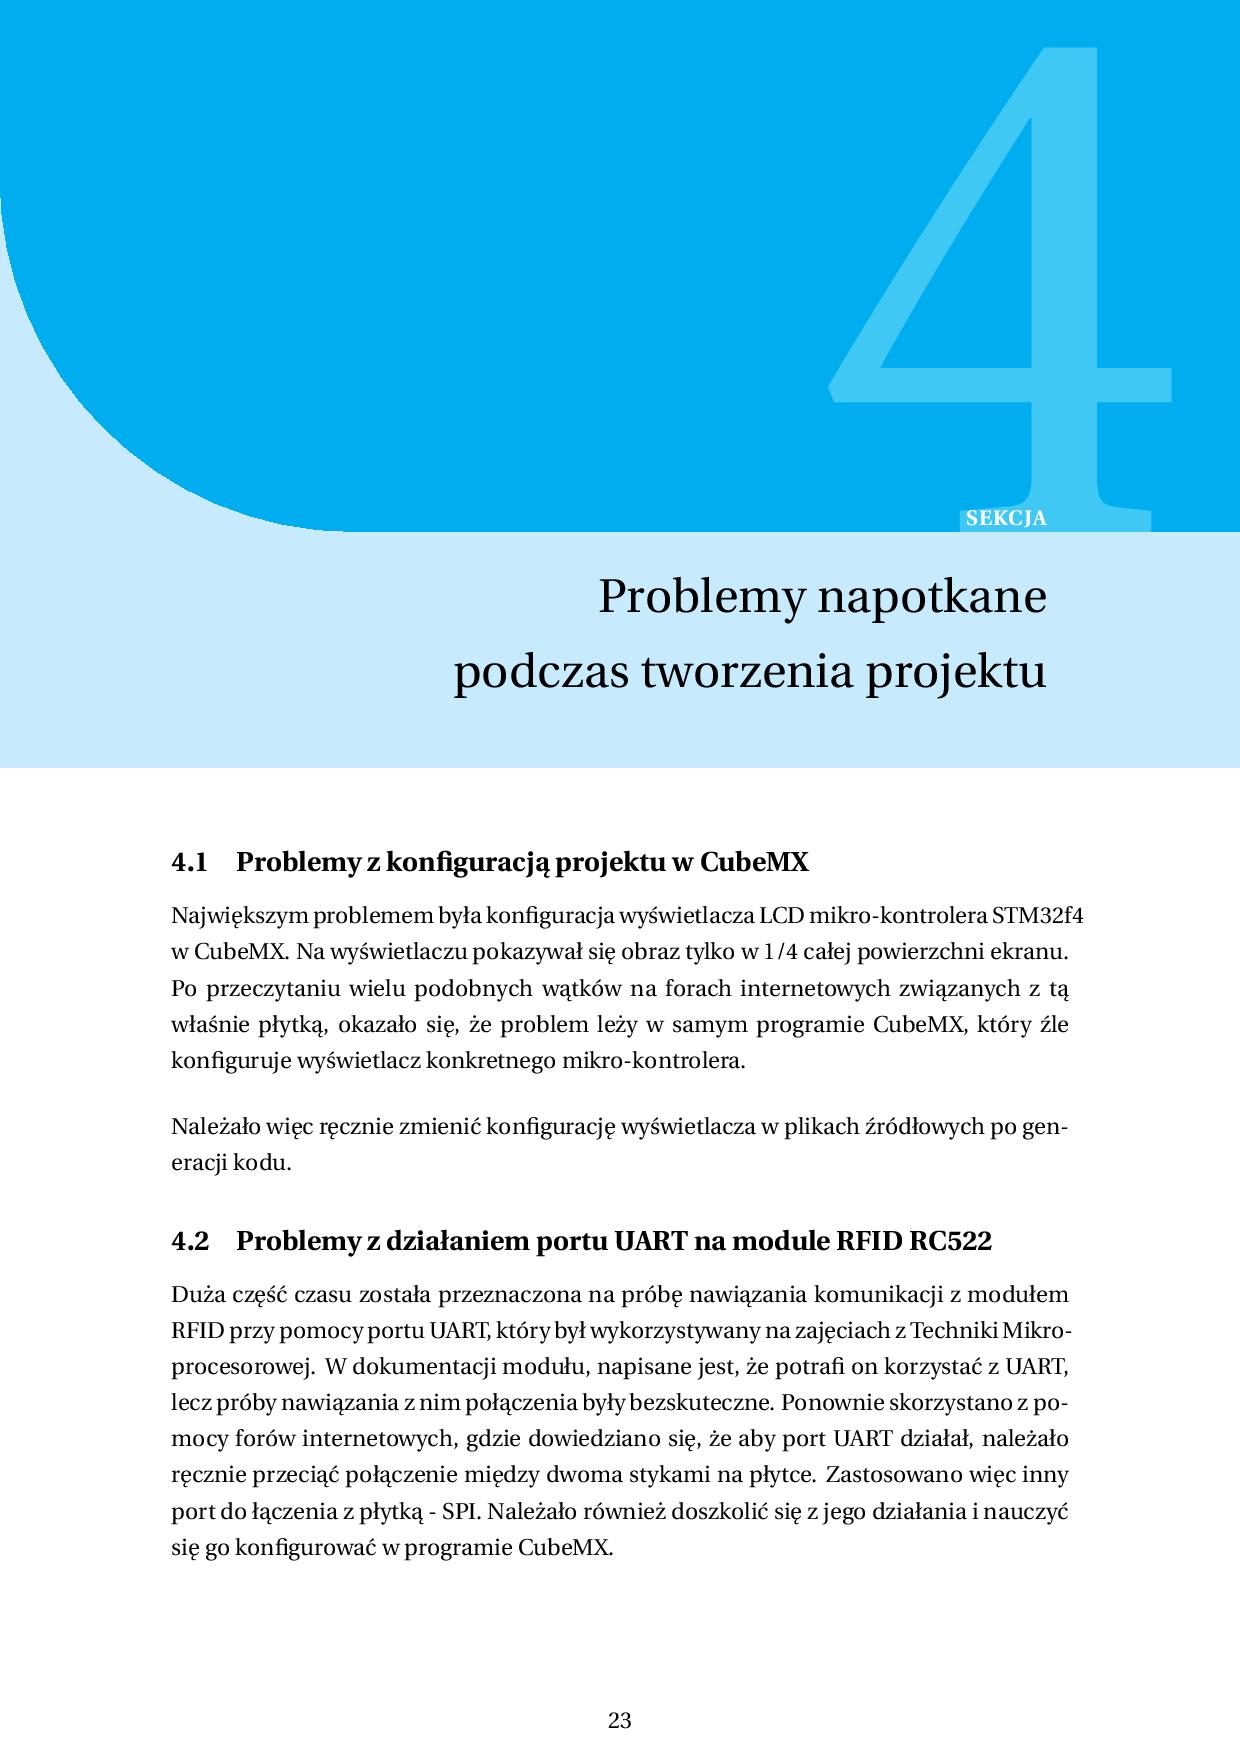 4
SEKCJA
Problemy napotkane
podczas tworzenia projektu
4.1 Problemy z konfiguracją projektu w CubeMX
Największym problemem była konfiguracja wyświetlacza LCD mikro-kontrolera STM32f4
w CubeMX. Na wyświetlaczu pokazywał się obraz tylko w 1/4 całej powierzchni ekranu.
Po przeczytaniu wielu podobnych wątków na forach internetowych związanych z tą
właśnie płytką, okazało się, że problem leży w samym programie CubeMX, który źle
konfiguruje wyświetlacz konkretnego mikro-kontrolera.
Należało więc ręcznie zmienić konfigurację wyświetlacza w plikach źródłowych po gen-
eracji kodu.
4.2 Problemy z działaniem portu UART na module RFID RC522
Duża część czasu została przeznaczona na próbę nawiązania komunikacji z modułem
RFID przy pomocy portu UART, który był wykorzystywany na zajęciach z Techniki Mikro-
procesorowej. W dokumentacji modułu, napisane jest, że potrafi on korzystać z UART,
lecz próby nawiązania z nim połączenia były bezskuteczne. Ponownie skorzystano z po-
mocy forów internetowych, gdzie dowiedziano się, że aby port UART działał, należało
ręcznie przeciąć połączenie między dwoma stykami na płytce. Zastosowano więc inny
port do łączenia z płytką - SPI. Należało również doszkolić się z jego działania i nauczyć
się go konfigurować w programie CubeMX.
23